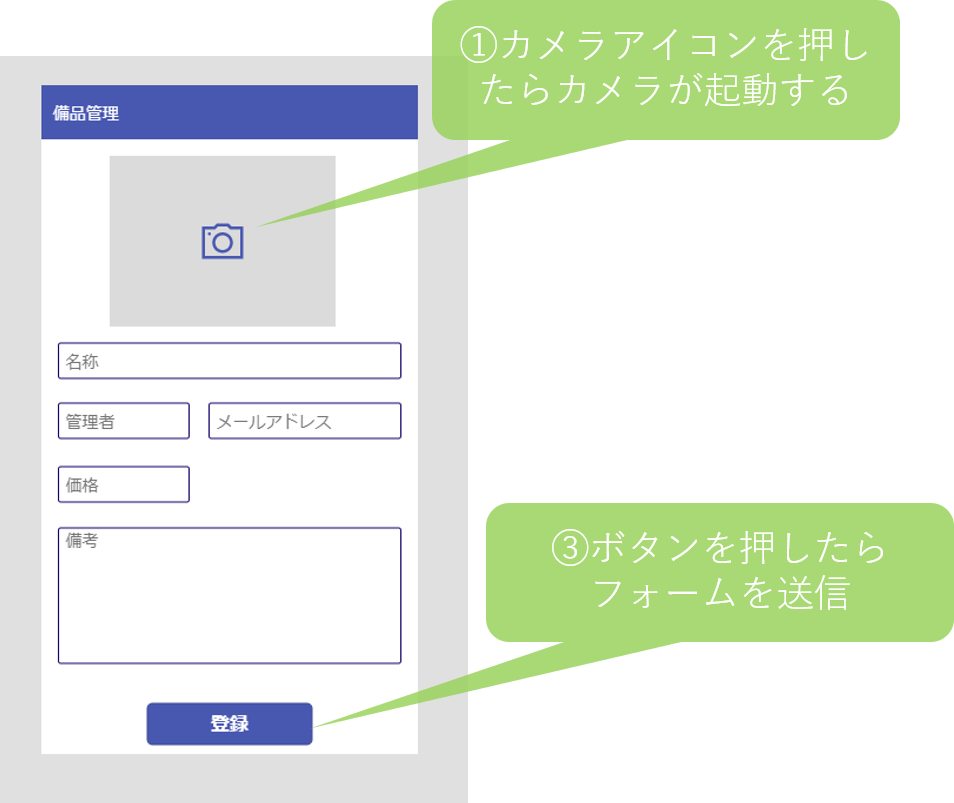 ①カメラアイコンを押し
たらカメラが起動する
備品管理
名称
管理者
メールアドレス
価格
備考
③ボタンを押したら
フォームを送信
登録